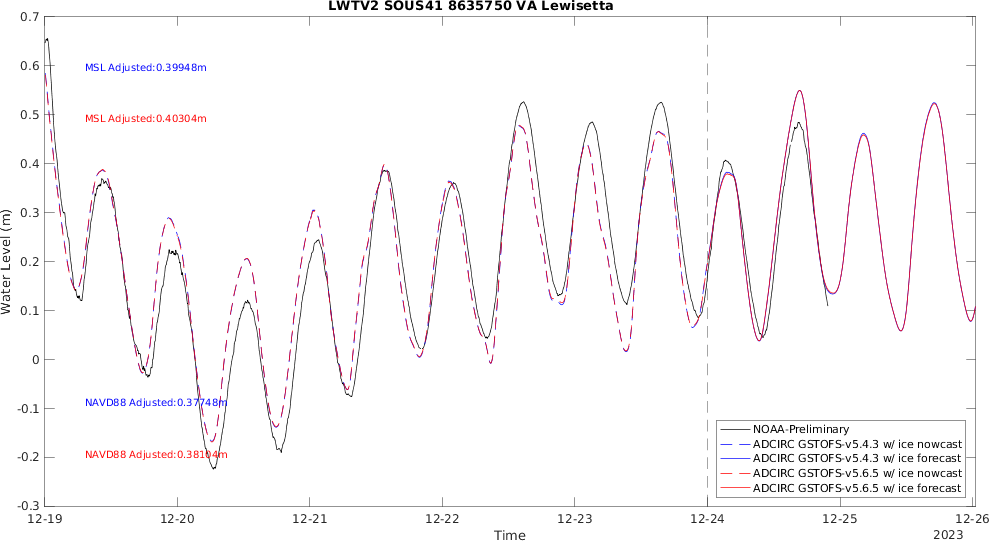 LWTV2 SOUS41 8635750 VA Lewisetta
Water Level (m)
0.7
0.6
0.5
0.4
0.3
0.2
0.1
0
-0.1
-0.2
-0.3
MSL Adjusted:0.39948m
MSL Adjusted:0.40304m
NAVD88 Adjusted:0.37748m
NAVD88 Adjusted:0.38104m
NOAA-Preliminary
ADCIRC GSTOFS-v5.4.3 w/ ice nowcast
ADCIRC GSTOFS-v5.4.3 w/ ice forecast
ADCIRC GSTOFS-v5.6.5 w/ ice nowcast
ADCIRC GSTOFS-v5.6.5 w/ ice forecast
12-19 12-20 12-21 12-22 12-23 12-24 12-25 12-26
Time
2023